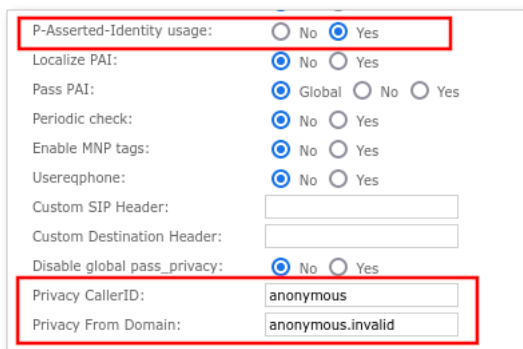 P-Asserted-Identity usage: No Yes
Localize PAI: No Yes
Pass PAI: Global No Yes
Periodic check: No Yes
Enable MNP tags: No Yes
Usereqphone: No Yes
Custom SIP Header:
Custom Destination Header:
Disable global pass_privacy: No Yes
Privacy CallerID: anonymous
Privacy From Domain: anonymous.invalid